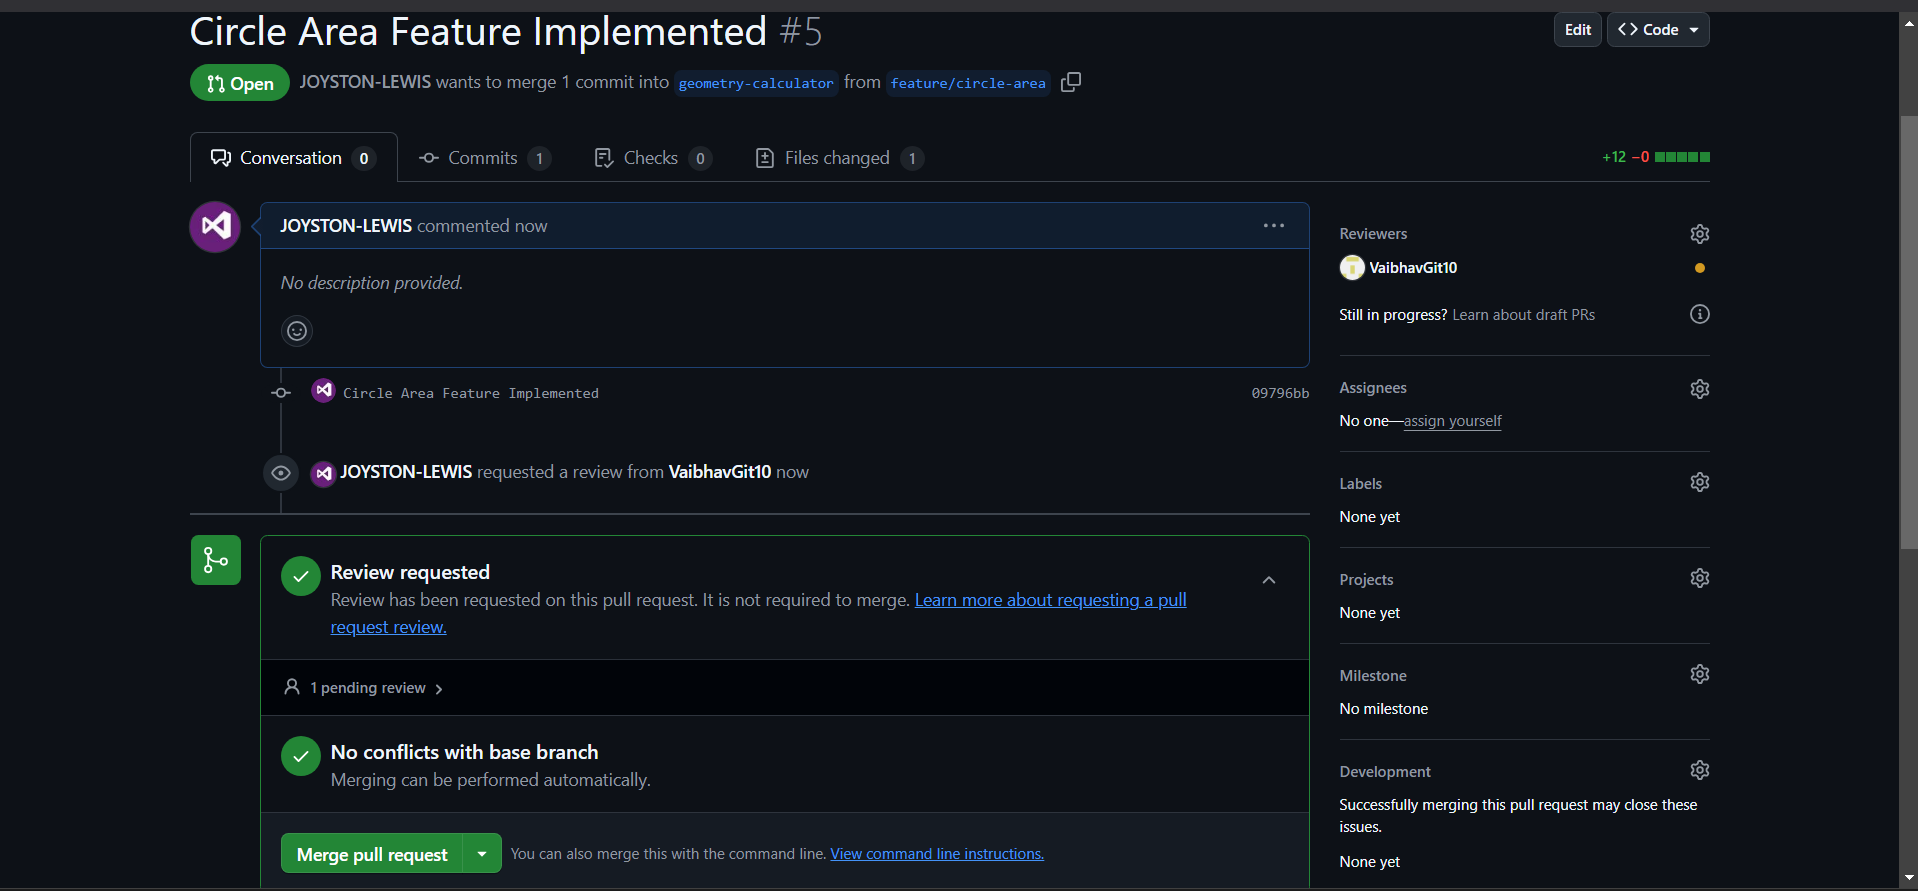 Circle Area Feature Implemented #5
Edit
Code
Open
JOYSTON-LEWIS wants to merge 1 commit into geometry-calculator from feature/circle-area
Conversation 0
Commits 1
Checks 0
Files changed 1
+12 −0
JOYSTON-LEWIS commented now
No description provided.
Circle Area Feature Implemented 09796bb
JOYSTON-LEWIS requested a review from VaibhavGit10 now
Review requested
Review has been requested on this pull request. It is not required to merge. Learn more about requesting a pull
request review.
1 pending review
No conflicts with base branch
Merging can be performed automatically.
Merge pull request
You can also merge this with the command line. View command line instructions.
Reviewers
VaibhavGit10
Still in progress? Learn about draft PRs
Assignees
No one—assign yourself
Labels
None yet
Projects
None yet
Milestone
No milestone
Development
Successfully merging this pull request may close these
issues.
None yet